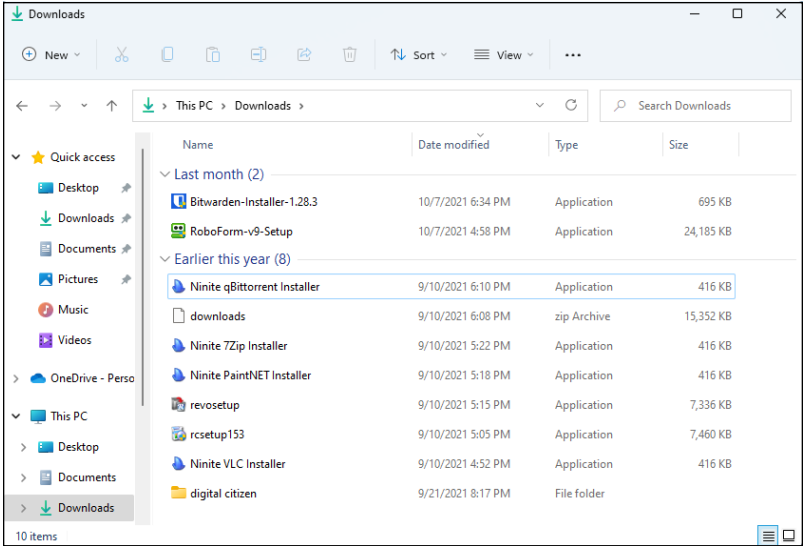 Downloads
New
Sort
View
This PC > Downloads >
Search Downloads
Quick access
Desktop
Downloads
Documents
Pictures
Music
Videos
OneDrive - Perso
This PC
Desktop
Documents
Downloads
Name Date modified Type Size
Last month (2)
Bitwarden-Installer-1.28.3 10/7/2021 6:34 PM Application 695 KB
RoboForm-v9-Setup 10/7/2021 4:58 PM Application 24,185 KB
Earlier this year (8)
Ninite qBittorrent Installer 9/10/2021 6:10 PM Application 416 KB
downloads 9/10/2021 6:08 PM zip Archive 15,352 KB
Ninite 7Zip Installer 9/10/2021 5:22 PM Application 416 KB
Ninite PaintNET Installer 9/10/2021 5:18 PM Application 416 KB
revosetup 9/10/2021 5:15 PM Application 7,336 KB
rcsetup153 9/10/2021 5:05 PM Application 7,460 KB
Ninite VLC Installer 9/10/2021 4:52 PM Application 416 KB
digital citizen 9/21/2021 8:17 PM File folder
10 items